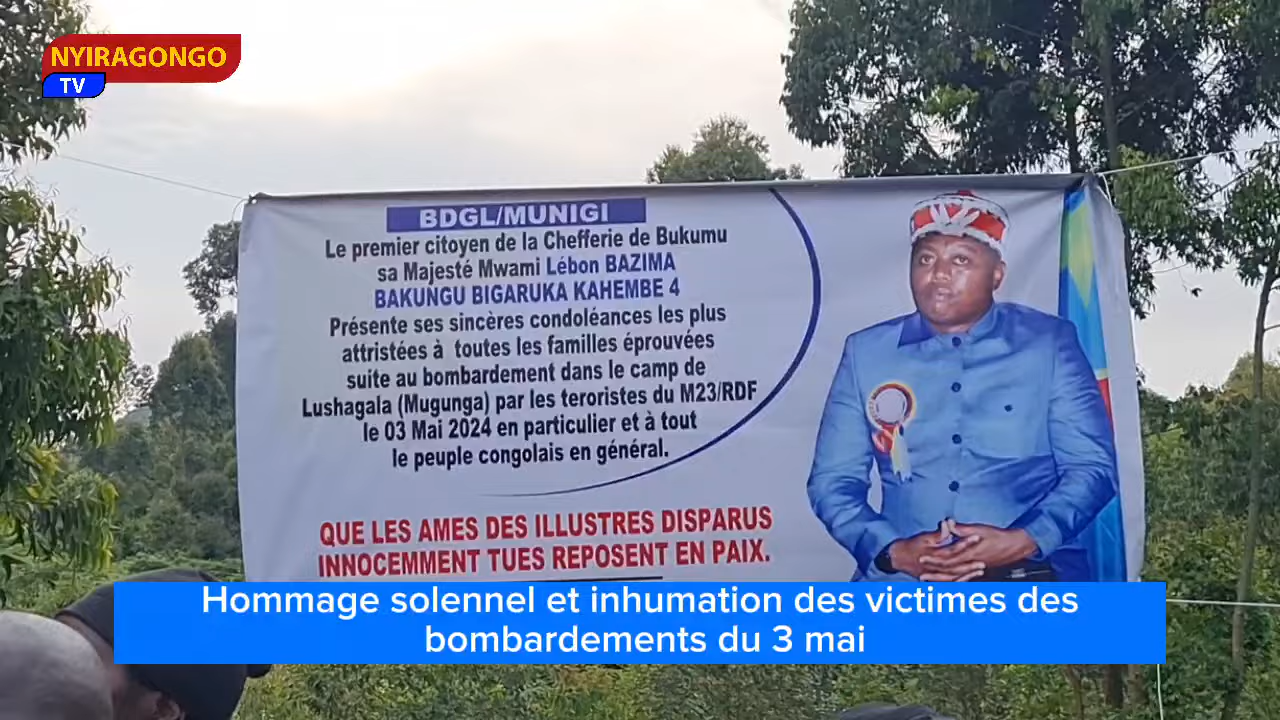 NYIRAGONGO
TV
BDGL/MUNIGI
Le premier citoyen de la Chefferie de Bukumu
sa Majesté Mwami Lébon BAZIMA
BAKUNGU BIGARUKA KAHEMBE 4
Présente ses sincères condoléances les plus
attristées à toutes les familles éprouvées
suite au bombardement dans le camp de
Lushagala (Mugunga) par les teroristes du M23/RDF
le 03 Mai 2024 en particulier et à tout
le peuple congolais en général.
QUE LES AMES DES ILLUSTRES DISPARUS
INNOCEMMENT TUES REPOSENT EN PAIX.
Hommage solennel et inhumation des victimes des
bombardements du 3 mai